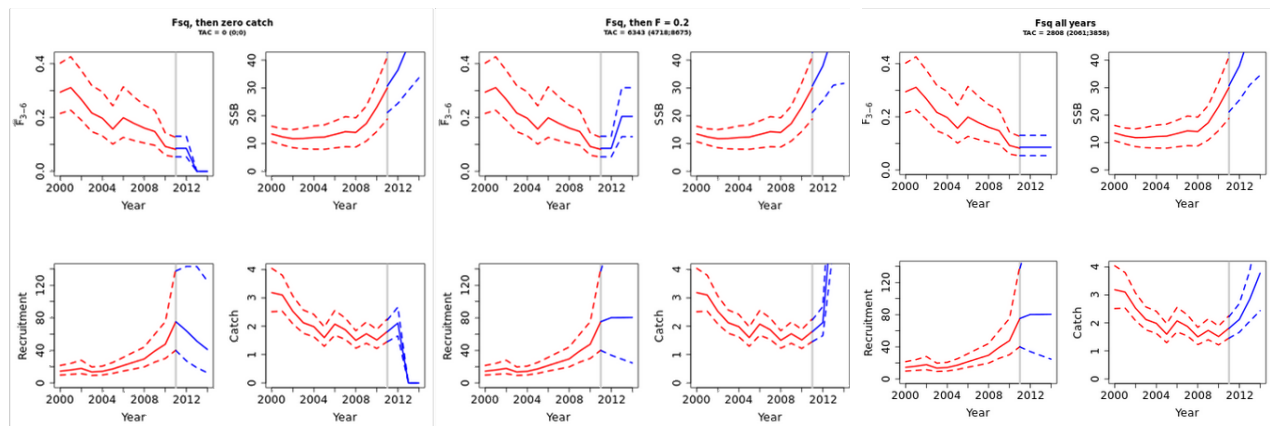 Fsq, then zero catch
TAC = 0 (0;0)
F̅3−6
0.0 0.2 0.4
2000 2004 2008 2012
Year
SSB
0 10 20 30 40
2000 2004 2008 2012
Year
Recruitment
0 40 80 120
2000 2004 2008 2012
Year
Catch
0 1 2 3 4
2000 2004 2008 2012
Year
Fsq, then F = 0.2
TAC = 6343 (4718;8675)
F̅3−6
0.0 0.2 0.4
2000 2004 2008 2012
Year
SSB
0 10 20 30 40
2000 2004 2008 2012
Year
Recruitment
0 40 80 120
2000 2004 2008 2012
Year
Catch
0 1 2 3 4
2000 2004 2008 2012
Year
Fsq all years
TAC = 2808 (2061;3858)
F̅3−6
0.0 0.2 0.4
2000 2004 2008 2012
Year
SSB
0 10 20 30 40
2000 2004 2008 2012
Year
Recruitment
0 40 80 120
2000 2004 2008 2012
Year
Catch
0 1 2 3 4
2000 2004 2008 2012
Year